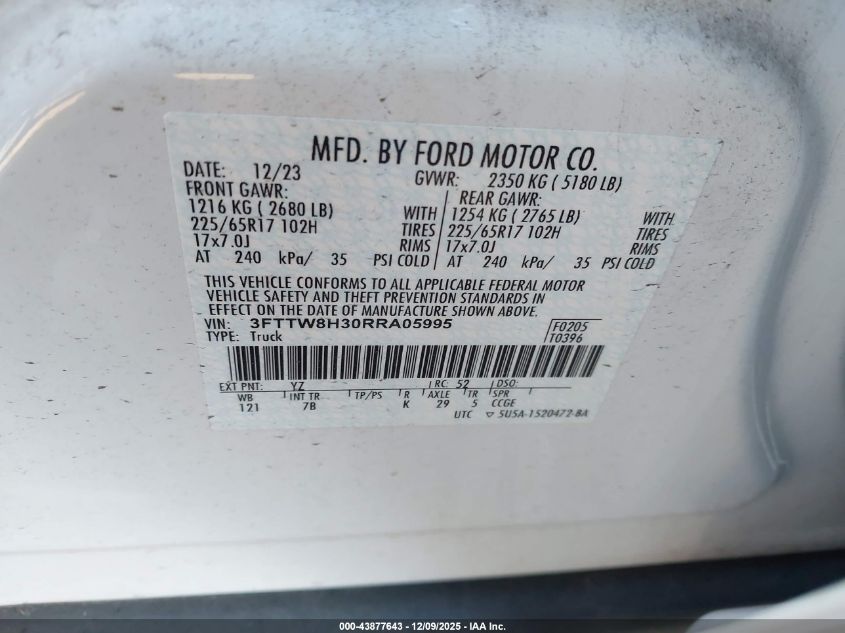 MFD. BY FORD MOTOR CO.
DATE: 12/23 GVWR: 2350 KG ( 5180 LB)
FRONT GAWR: REAR GAWR:
1216 KG ( 2680 LB) WITH 1254 KG ( 2765 LB) WITH
225/65R17 102H TIRES 225/65R17 102H TIRES
17x7.0J RIMS 17x7.0J RIMS
AT 240 kPa/ 35 PSI COLD AT 240 kPa/ 35 PSI COLD
THIS VEHICLE CONFORMS TO ALL APPLICABLE FEDERAL MOTOR
VEHICLE SAFETY AND THEFT PREVENTION STANDARDS IN
EFFECT ON THE DATE OF MANUFACTURE SHOWN ABOVE.
VIN: 3FTTW8H30RRA05995 F0205
TYPE: Truck T0396
EXT PNT: YZ RC: 52 DSO:
WB INT TR TP/PS R AXLE TR SPR
121 7B K 29 5 CCGE
UTC ▽ 5U5A-1520472-BA
000-43877643 - 12/09/2025 - IAA Inc.